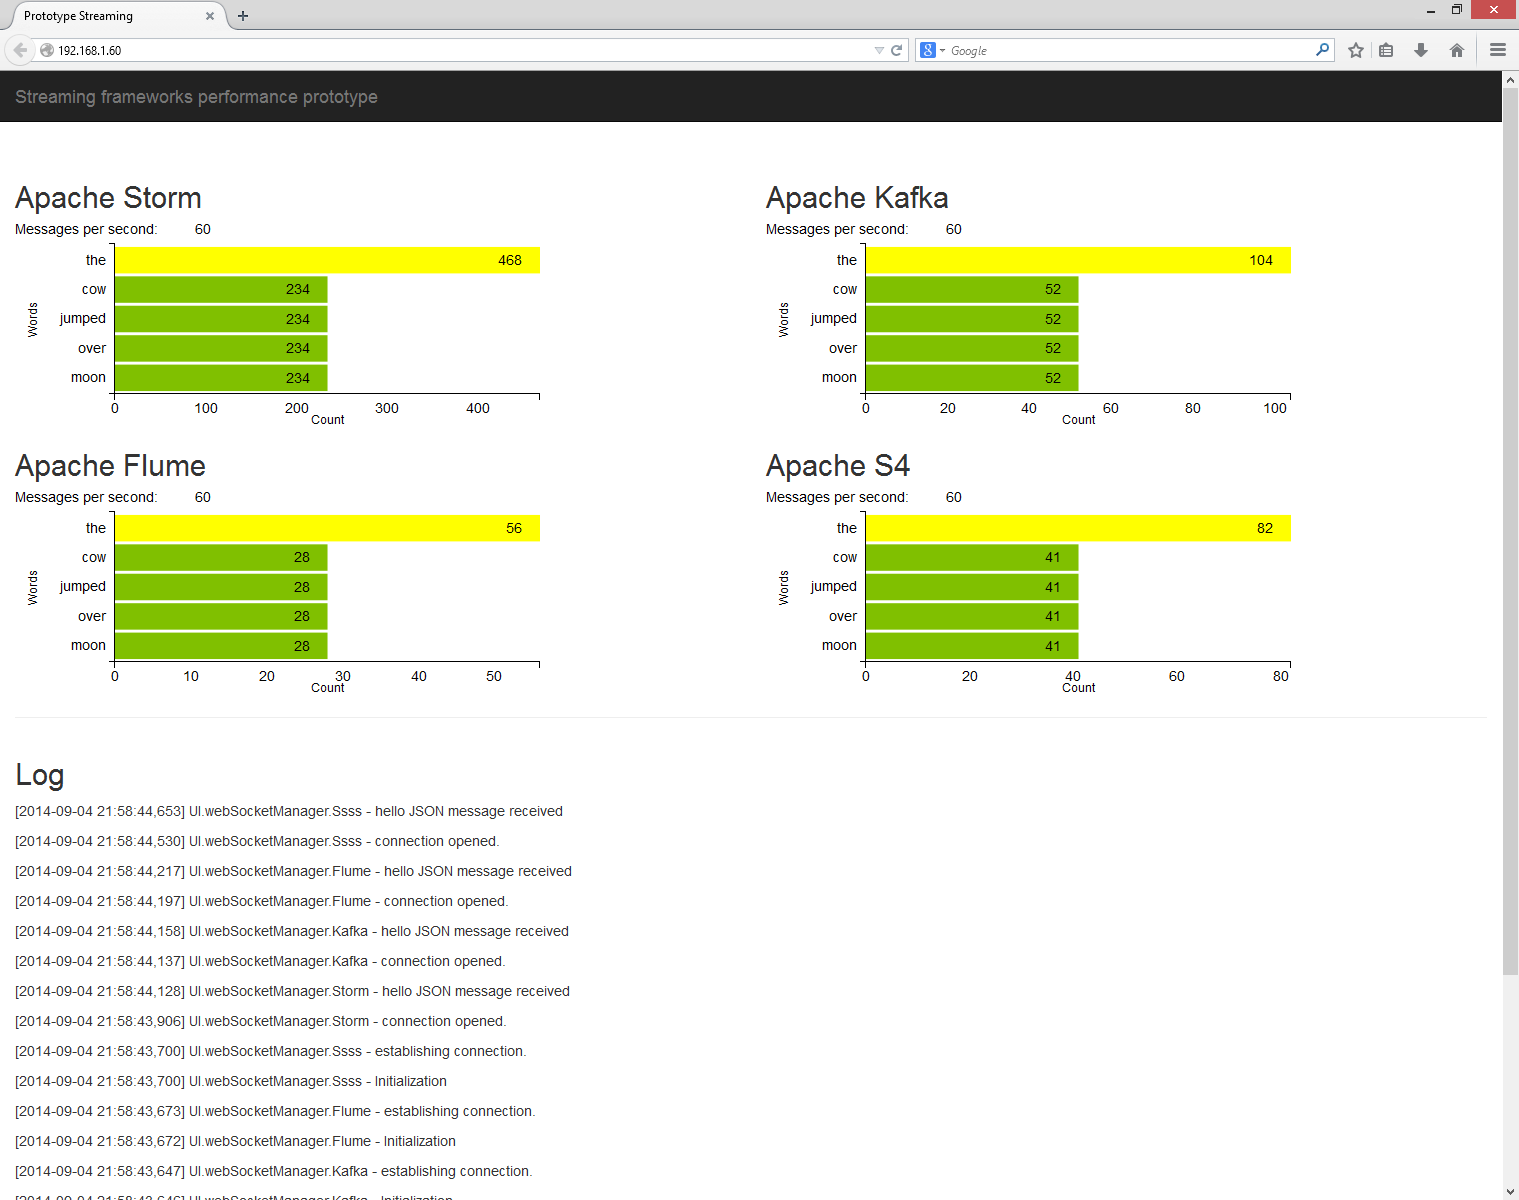 Prototype Streaming
192.168.1.60
Google
Streaming frameworks performance prototype
Apache Storm
Messages per second: 60
the 468
cow 234
jumped 234
over 234
moon 234
Words
0 100 200 300 400
Count
Apache Kafka
Messages per second: 60
the 104
cow 52
jumped 52
over 52
moon 52
Words
0 20 40 60 80 100
Count
Apache Flume
Messages per second: 60
the 56
cow 28
jumped 28
over 28
moon 28
Words
0 10 20 30 40 50
Count
Apache S4
Messages per second: 60
the 82
cow 41
jumped 41
over 41
moon 41
Words
0 20 40 60 80
Count
Log
[2014-09-04 21:58:44,653] UI.webSocketManager.Ssss - hello JSON message received
[2014-09-04 21:58:44,530] UI.webSocketManager.Ssss - connection opened.
[2014-09-04 21:58:44,217] UI.webSocketManager.Flume - hello JSON message received
[2014-09-04 21:58:44,197] UI.webSocketManager.Flume - connection opened.
[2014-09-04 21:58:44,158] UI.webSocketManager.Kafka - hello JSON message received
[2014-09-04 21:58:44,137] UI.webSocketManager.Kafka - connection opened.
[2014-09-04 21:58:44,128] UI.webSocketManager.Storm - hello JSON message received
[2014-09-04 21:58:43,906] UI.webSocketManager.Storm - connection opened.
[2014-09-04 21:58:43,700] UI.webSocketManager.Ssss - establishing connection.
[2014-09-04 21:58:43,700] UI.webSocketManager.Ssss - Initialization
[2014-09-04 21:58:43,673] UI.webSocketManager.Flume - establishing connection.
[2014-09-04 21:58:43,672] UI.webSocketManager.Flume - Initialization
[2014-09-04 21:58:43,647] UI.webSocketManager.Kafka - establishing connection.
[2014-09-04 21:58:43,646] UI.webSocketManager.Kafka - Initialization